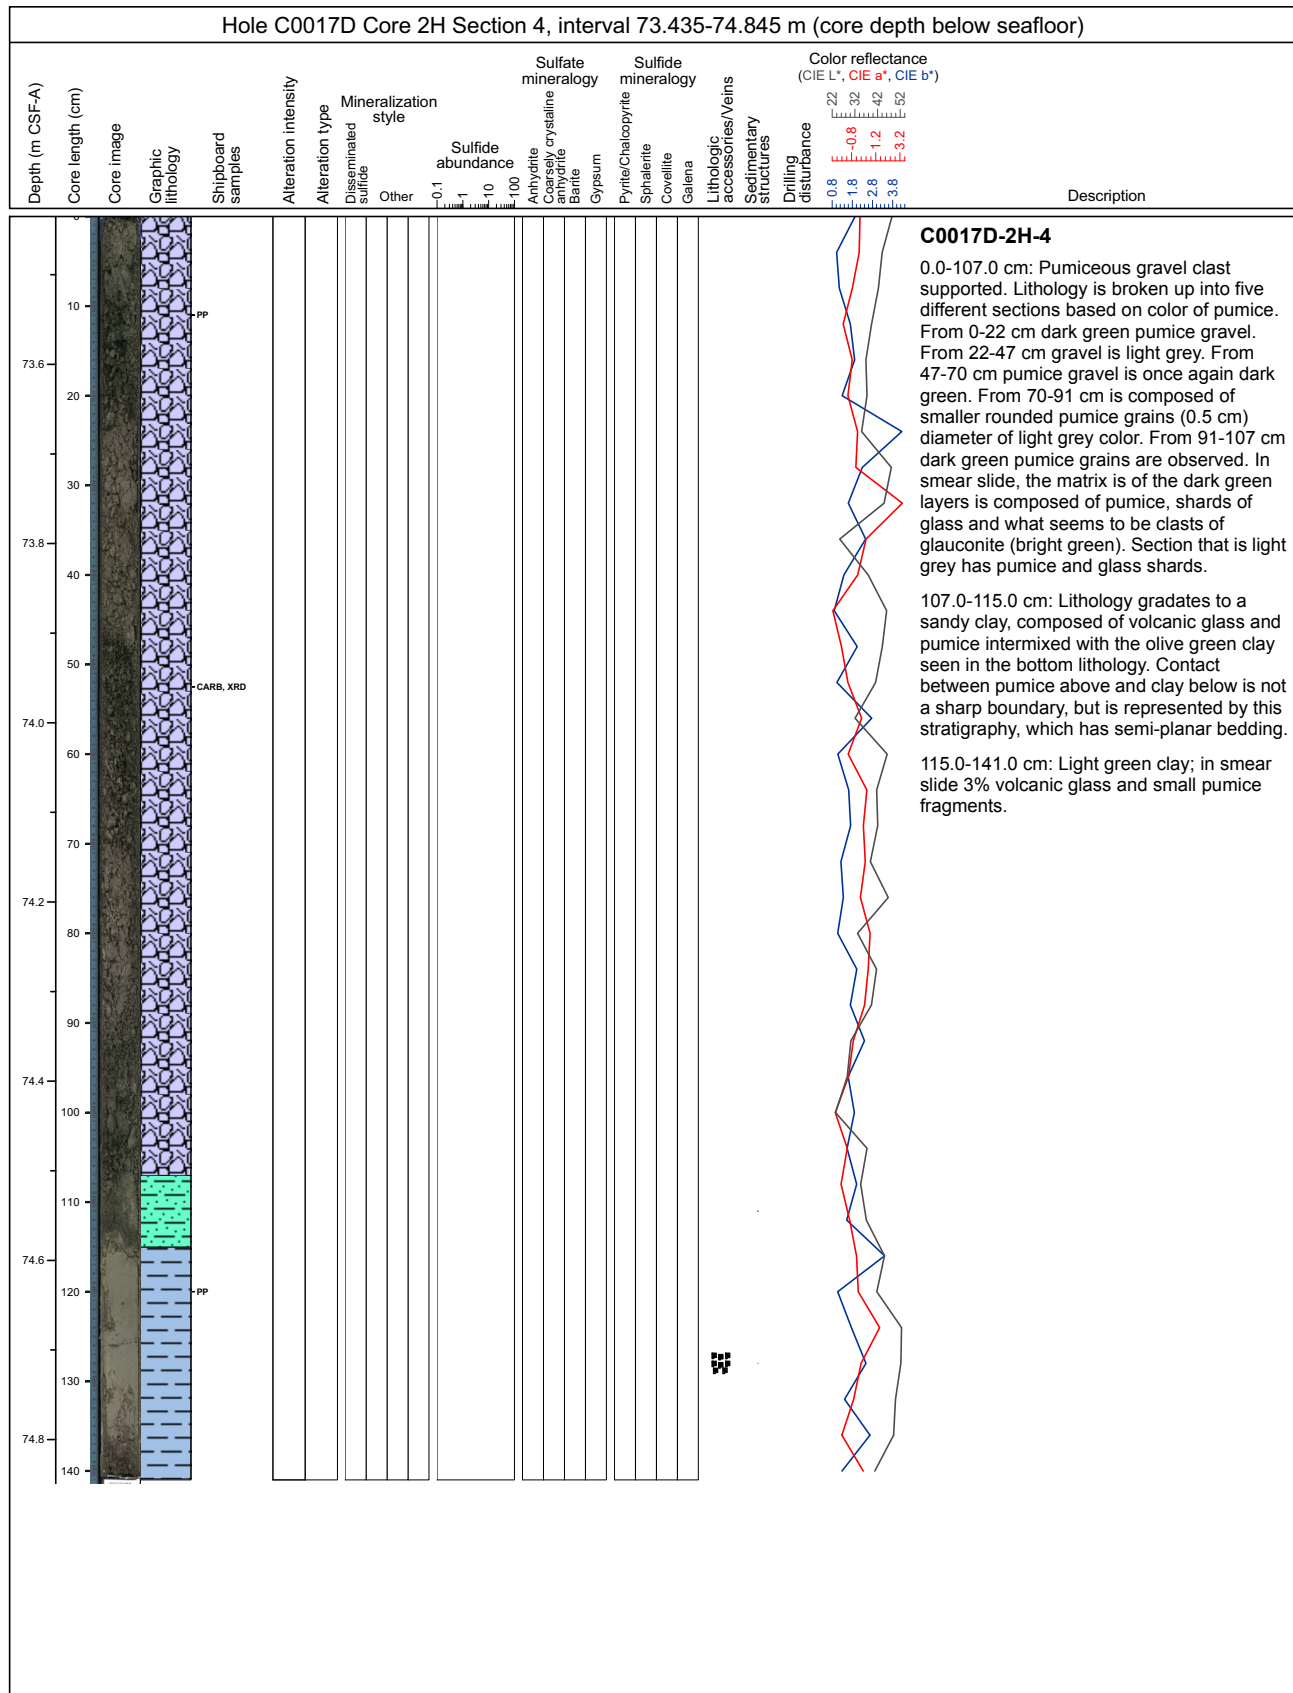 Hole C0017D Core 2H Section 4, interval 73.435-74.845 m (core depth below seafloor)
Depth (m CSF-A)
Core length (cm)
Core image
Graphic
lithology
Shipboard
samples
Alteration intensity
Alteration type
Mineralization
style
Disseminated
sulfide
Other
Sulfide
abundance
0.1
1
10
100
Sulfate
mineralogy
Anhydrite
Coarsely crystaline
anhydrite
Barite
Gypsum
Sulfide
mineralogy
Pyrite/Chalcopyrite
Sphalerite
Covellite
Galena
Lithologic
accessories/Veins
Sedimentary
structures
Drilling
disturbance
Color reflectance
(CIE L*, CIE a*, CIE b*)
22
32
42
52
-0.8
1.2
3.2
0.8
1.8
2.8
3.8
Description
0
10
20
30
40
50
60
70
80
90
100
110
120
130
140
73.6
73.8
74.0
74.2
74.4
74.6
74.8
PP
CARB, XRD
PP
C0017D-2H-4
0.0-107.0 cm: Pumiceous gravel clast
supported. Lithology is broken up into five
different sections based on color of pumice.
From 0-22 cm dark green pumice gravel.
From 22-47 cm gravel is light grey. From
47-70 cm pumice gravel is once again dark
green. From 70-91 cm is composed of
smaller rounded pumice grains (0.5 cm)
diameter of light grey color. From 91-107 cm
dark green pumice grains are observed. In
smear slide, the matrix is of the dark green
layers is composed of pumice, shards of
glass and what seems to be clasts of
glauconite (bright green). Section that is light
grey has pumice and glass shards.
107.0-115.0 cm: Lithology gradates to a
sandy clay, composed of volcanic glass and
pumice intermixed with the olive green clay
seen in the bottom lithology. Contact
between pumice above and clay below is not
a sharp boundary, but is represented by this
stratigraphy, which has semi-planar bedding.
115.0-141.0 cm: Light green clay; in smear
slide 3% volcanic glass and small pumice
fragments.